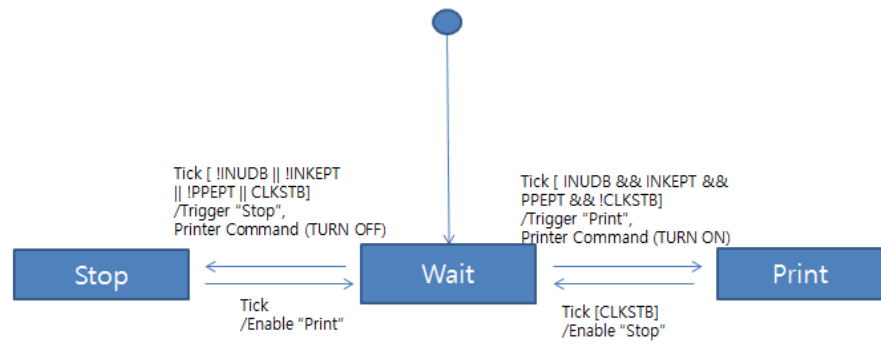 Tick [ !INUDB || !INKEPT
|| !PPEPT || CLKSTB]
/Trigger "Stop",
Printer Command (TURN OFF)
Tick [ INUDB && INKEPT &&
PPEPT && !CLKSTB]
/Trigger "Print",
Printer Command (TURN ON)
Stop
Wait
Print
Tick
/Enable "Print"
Tick [CLKSTB]
/Enable "Stop"